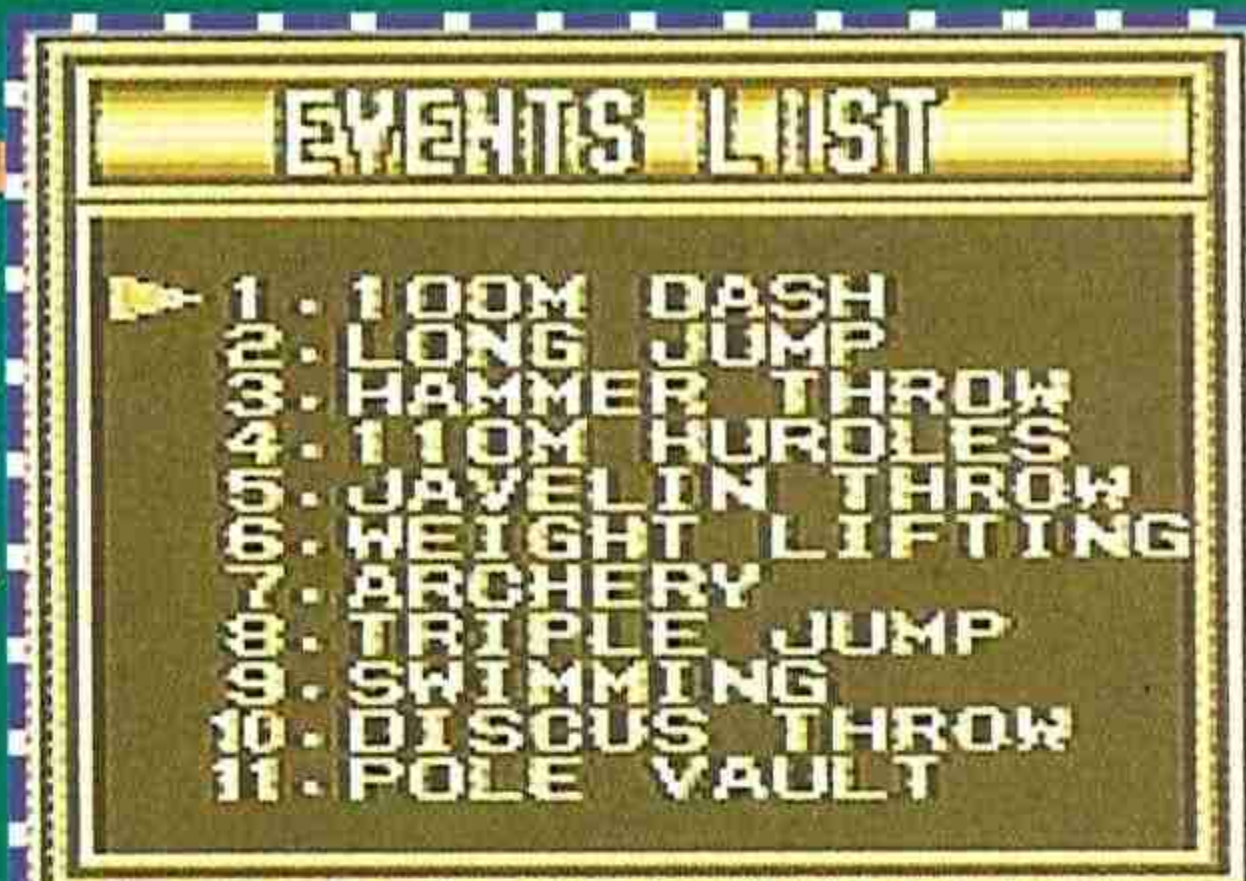 EVENTS LIST
1. 100M DASH
2. LONG JUMP
3. HAMMER THROW
4. 110M HURDLES
5. JAVELIN THROW
6. WEIGHT LIFTING
7. ARCHERY
8. TRIPLE JUMP
9. SWIMMING
10. DISCUS THROW
11. POLE VAULT